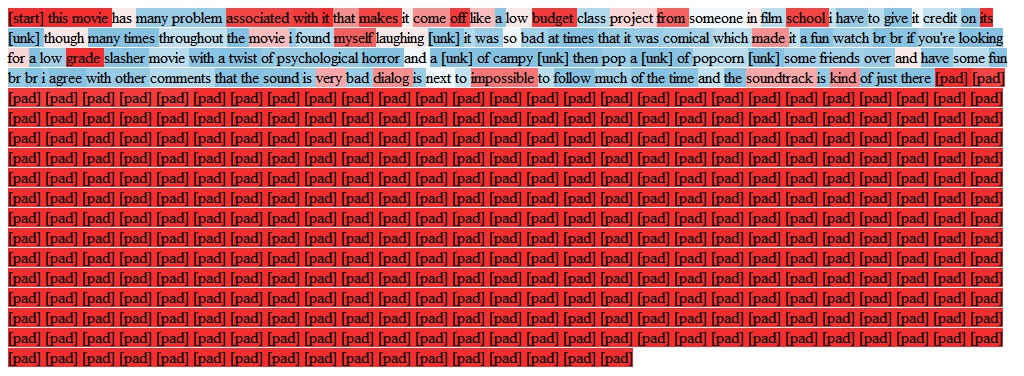 [start] this movie has many problem associated with it that makes it come off like a low budget class project from someone in film school i have to give it credit on its
[unk] though many times throughout the movie i found myself laughing [unk] it was so bad at times that it was comical which made it a fun watch br br if you're looking
for a low grade slasher movie with a twist of psychological horror and a [unk] of campy [unk] then pop a [unk] of popcorn [unk] some friends over and have some fun
br br i agree with other comments that the sound is very bad dialog is next to impossible to follow much of the time and the soundtrack is kind of just there [pad] [pad]
[pad] [pad] [pad] [pad] [pad] [pad] [pad] [pad] [pad] [pad] [pad] [pad] [pad] [pad] [pad] [pad] [pad] [pad] [pad] [pad] [pad] [pad] [pad] [pad] [pad] [pad] [pad]
[pad] [pad] [pad] [pad] [pad] [pad] [pad] [pad] [pad] [pad] [pad] [pad] [pad] [pad] [pad] [pad] [pad] [pad] [pad] [pad] [pad] [pad] [pad] [pad] [pad] [pad] [pad]
[pad] [pad] [pad] [pad] [pad] [pad] [pad] [pad] [pad] [pad] [pad] [pad] [pad] [pad] [pad] [pad] [pad] [pad] [pad] [pad] [pad] [pad] [pad] [pad] [pad] [pad] [pad]
[pad] [pad] [pad] [pad] [pad] [pad] [pad] [pad] [pad] [pad] [pad] [pad] [pad] [pad] [pad] [pad] [pad] [pad] [pad] [pad] [pad] [pad] [pad] [pad] [pad] [pad] [pad]
[pad] [pad] [pad] [pad] [pad] [pad] [pad] [pad] [pad] [pad] [pad] [pad] [pad] [pad] [pad] [pad] [pad] [pad] [pad] [pad] [pad] [pad] [pad] [pad] [pad] [pad] [pad]
[pad] [pad] [pad] [pad] [pad] [pad] [pad] [pad] [pad] [pad] [pad] [pad] [pad] [pad] [pad] [pad] [pad] [pad] [pad] [pad] [pad] [pad] [pad] [pad] [pad] [pad] [pad]
[pad] [pad] [pad] [pad] [pad] [pad] [pad] [pad] [pad] [pad] [pad] [pad] [pad] [pad] [pad] [pad] [pad] [pad] [pad] [pad] [pad] [pad] [pad] [pad] [pad] [pad] [pad]
[pad] [pad] [pad] [pad] [pad] [pad] [pad] [pad] [pad] [pad] [pad] [pad] [pad] [pad] [pad] [pad] [pad] [pad] [pad] [pad] [pad] [pad] [pad] [pad] [pad] [pad] [pad]
[pad] [pad] [pad] [pad] [pad] [pad] [pad] [pad] [pad] [pad] [pad] [pad] [pad] [pad] [pad] [pad] [pad] [pad] [pad] [pad] [pad] [pad] [pad] [pad] [pad] [pad] [pad]
[pad] [pad] [pad] [pad] [pad] [pad] [pad] [pad] [pad] [pad] [pad] [pad] [pad] [pad] [pad] [pad] [pad] [pad] [pad] [pad] [pad] [pad] [pad] [pad] [pad] [pad] [pad]
[pad] [pad] [pad] [pad] [pad] [pad] [pad] [pad] [pad] [pad] [pad] [pad] [pad] [pad] [pad] [pad] [pad] [pad] [pad] [pad] [pad] [pad] [pad] [pad] [pad] [pad] [pad]
[pad] [pad] [pad] [pad] [pad] [pad] [pad] [pad] [pad] [pad] [pad] [pad] [pad] [pad] [pad] [pad] [pad] [pad] [pad] [pad] [pad] [pad] [pad] [pad] [pad] [pad] [pad]
[pad] [pad] [pad] [pad] [pad] [pad] [pad] [pad] [pad] [pad] [pad] [pad] [pad] [pad] [pad] [pad] [pad] [pad] [pad] [pad] [pad] [pad] [pad] [pad] [pad] [pad] [pad]
[pad] [pad] [pad] [pad] [pad] [pad] [pad] [pad] [pad] [pad] [pad] [pad] [pad] [pad] [pad] [pad] [pad]